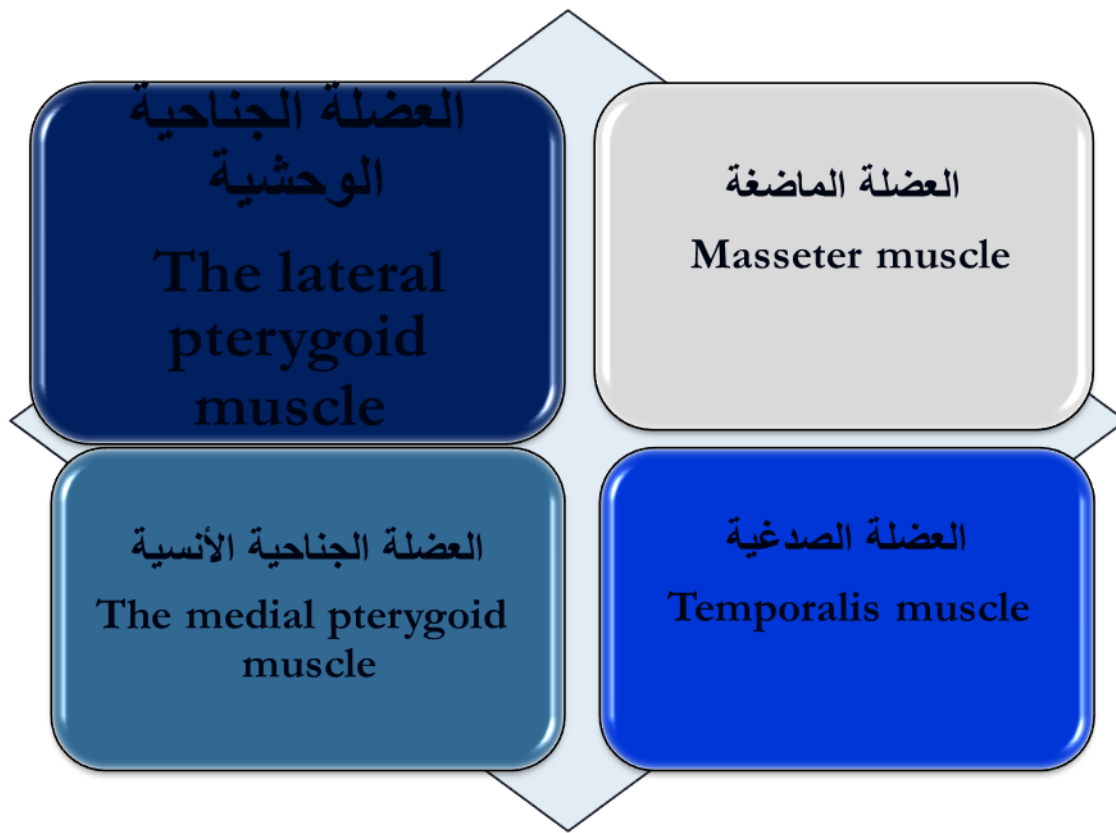 العضلة الجناحية
الوحشية
The lateral
pterygoid
muscle
العضلة الماضغة
Masseter muscle
العضلة الجناحية الأنسية
The medial pterygoid
muscle
العضلة الصدغية
Temporalis muscle